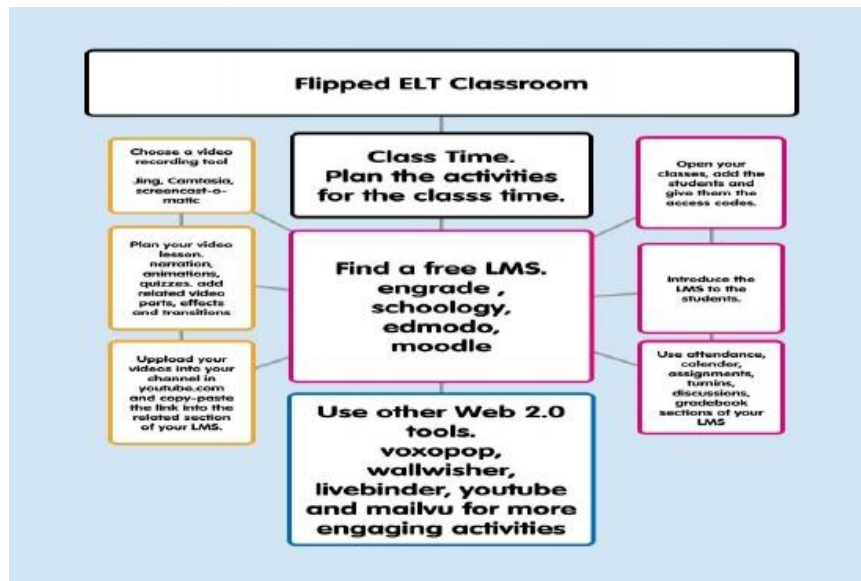 Flipped ELT Classroom
Choose a video
recording tool
Jing, Camtasia,
screencast-o-
matic
Plan your video
lesson.
narration,
animations,
quizzes. add
related video
parts, effects
and transitions
Uppload your
videos into your
channel in
youtube.com
and copy-paste
the link into the
related section
of your LMS.
Class Time.
Plan the activities
for the classs time.
Find a free LMS.
engrade ,
schoology,
edmodo,
moodle
Use other Web 2.0
tools.
voxopop,
wallwisher,
livebinder, youtube
and mailvu for more
engaging activities
Open your
classes, add the
students and
give them the
access codes.
Introduce the
LMS to the
students.
Use attendance,
calender,
assignments,
turnins,
discussions,
gradebook
sections of your
LMS